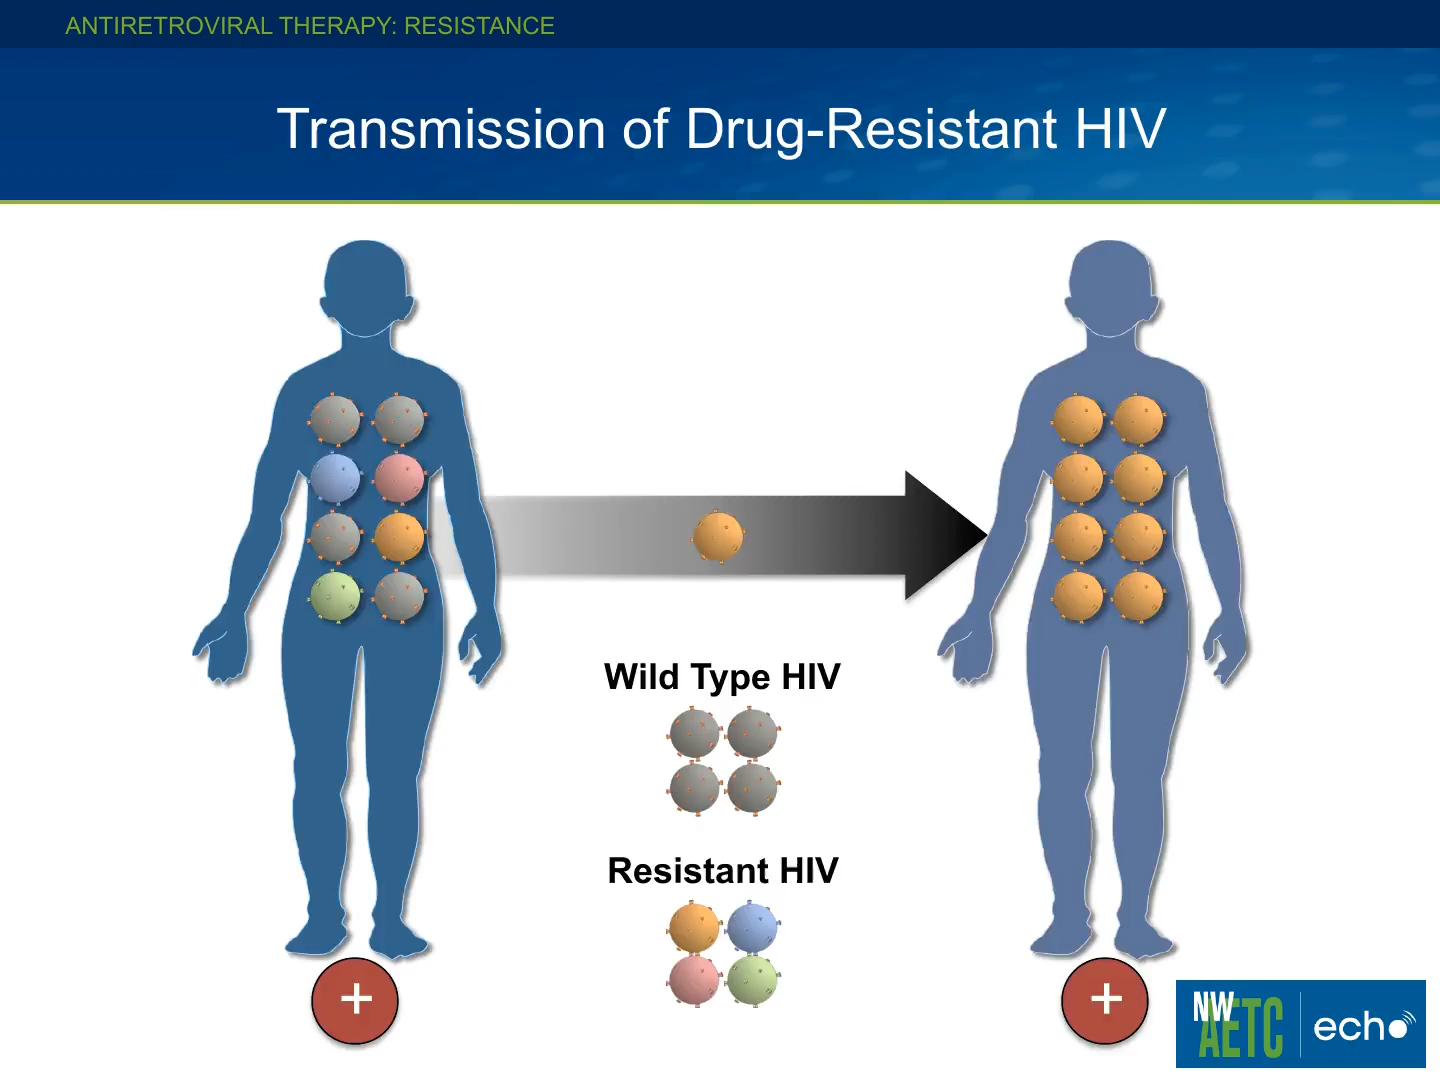 ANTIRETROVIRAL THERAPY: RESISTANCE
Transmission of Drug-Resistant HIV
Wild Type HIV
Resistant HIV
+
+
NW
AETC
echo